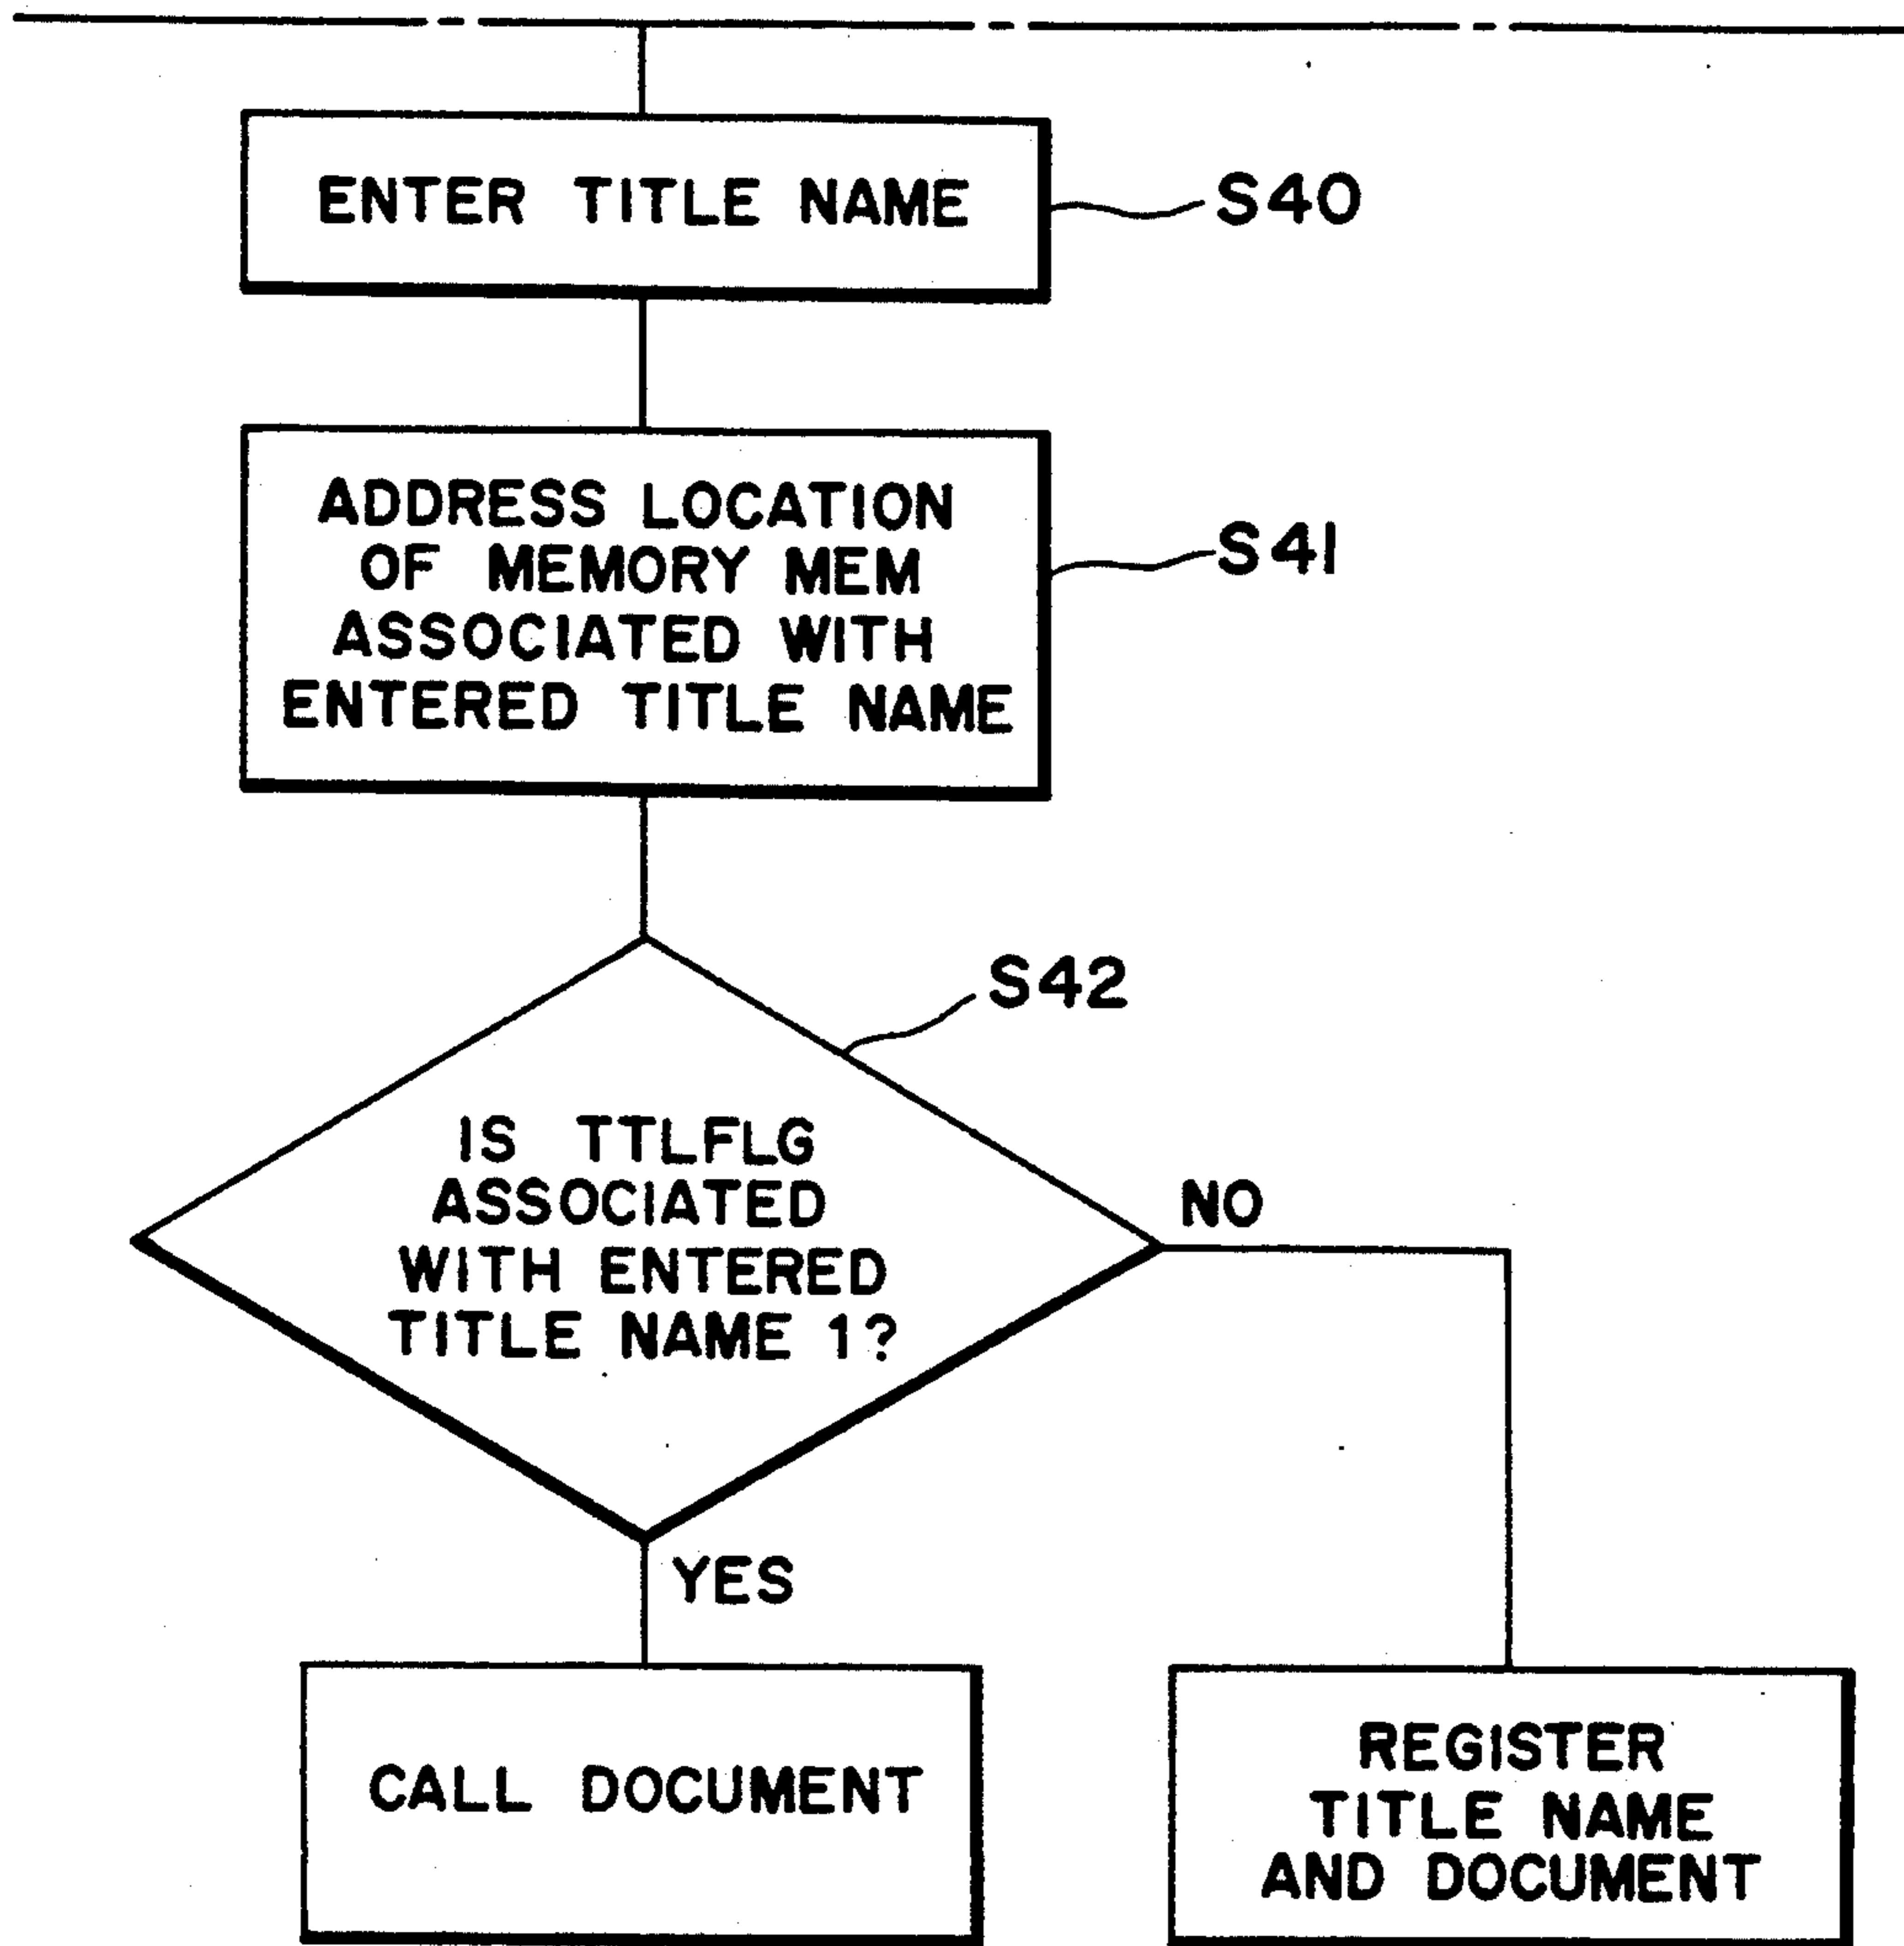 ENTER TITLE NAME
S40
ADDRESS LOCATION
OF MEMORY MEM
ASSOCIATED WITH
ENTERED TITLE NAME
S41
S42
IS TTLFLG
ASSOCIATED
WITH ENTERED
TITLE NAME 1?
NO
YES
CALL DOCUMENT
REGISTER
TITLE NAME
AND DOCUMENT